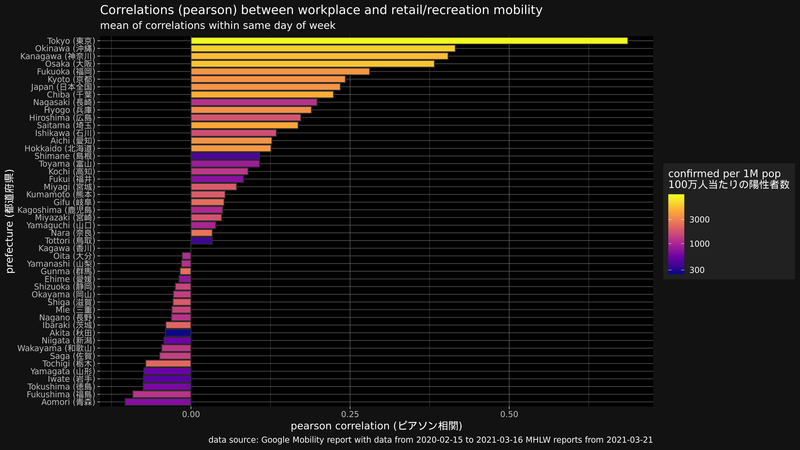 Correlations (pearson) between workplace and retail/recreation mobility
mean of correlations within same day of week
Tokyo (東京)
Okinawa (沖縄)
Kanagawa (神奈川)
Osaka (大阪)
Fukuoka (福岡)
Kyoto (京都)
Japan (日本全国)
Chiba (千葉)
Nagasaki (長崎)
Hyogo (兵庫)
Hiroshima (広島)
Saitama (埼玉)
Ishikawa (石川)
Aichi (愛知)
Hokkaido (北海道)
Shimane (島根)
Toyama (富山)
Kochi (高知)
Fukui (福井)
Miyagi (宮城)
Kumamoto (熊本)
Gifu (岐阜)
Kagoshima (鹿児島)
Miyazaki (宮崎)
Yamaguchi (山口)
Nara (奈良)
Tottori (鳥取)
Kagawa (香川)
Oita (大分)
Yamanashi (山梨)
Gunma (群馬)
Ehime (愛媛)
Shizuoka (静岡)
Okayama (岡山)
Shiga (滋賀)
Mie (三重)
Nagano (長野)
Ibaraki (茨城)
Akita (秋田)
Niigata (新潟)
Wakayama (和歌山)
Saga (佐賀)
Tochigi (栃木)
Yamagata (山形)
Iwate (岩手)
Tokushima (徳島)
Fukushima (福島)
Aomori (青森)
prefecture (都道府県)
0.00
0.25
0.50
pearson correlation (ピアソン相関)
confirmed per 1M pop
100万人当たりの陽性者数
3000
1000
300
data source: Google Mobility report with data from 2020-02-15 to 2021-03-16 MHLW reports from 2021-03-21